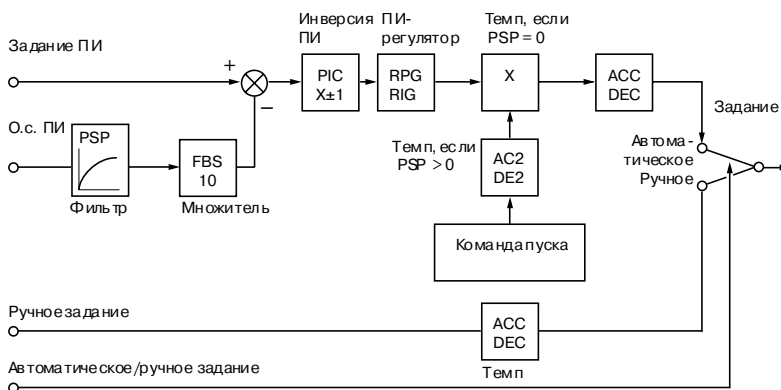 Инверсия
ПИ
ПИ-
регулятор
Темп, если
PSP = 0
Задание ПИ
+
PIC
X±1
RPG
RIG
X
ACC
DEC
Задание
−
О.с. ПИ
PSP
FBS
10
Темп, если
PSP > 0
AC2
DE2
Автома-
тическое
Ручное
Фильтр
Множитель
Команда пуска
Ручное задание
ACC
DEC
Автоматическое/ручное задание
Темп